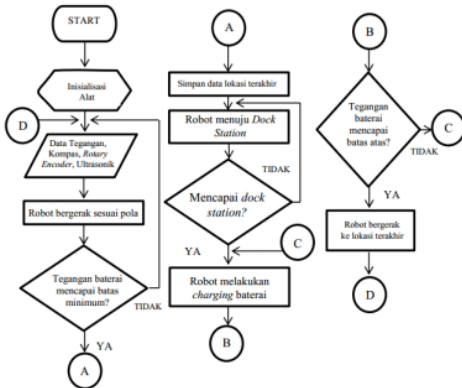 START
Inisialisasi
Alat
D
Data Tegangan,
Kompas, Rotary
Encoder, Ultrasonik
Robot bergerak sesuai pola
Tegangan baterai
mencapai batas
minimum?
TIDAK
YA
A
A
Simpan data lokasi terakhir
Robot menuju Dock
Station
TIDAK
Mencapai dock
station?
YA
C
Robot melakukan
charging baterai
B
B
Tegangan
baterai mencapai
batas atas?
C
TIDAK
YA
Robot bergerak
ke lokasi terakhir
D